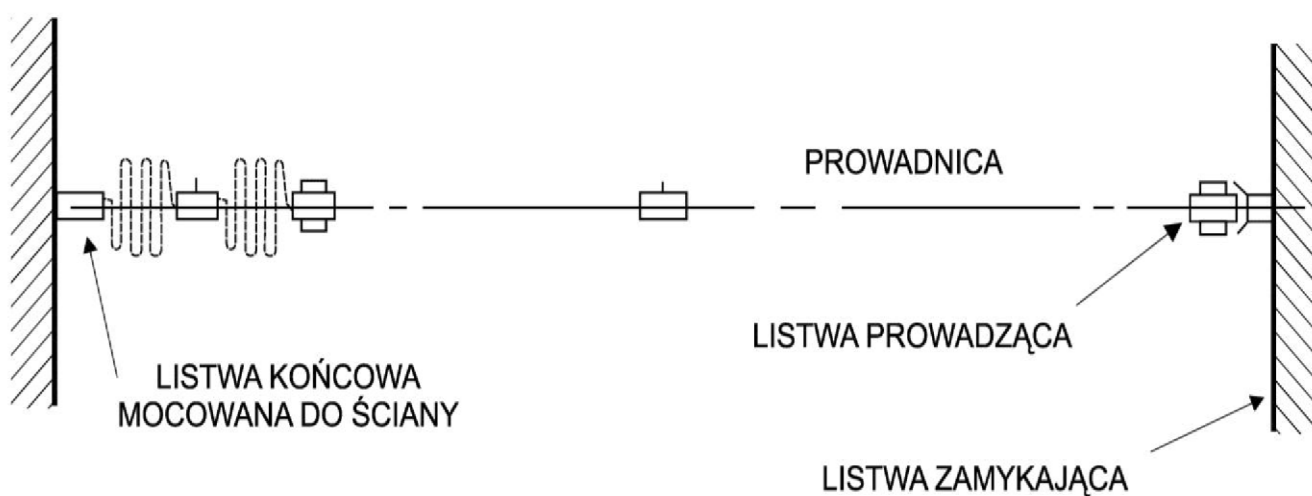 PROWADNICA
LISTWA PROWADZĄCA
LISTWA KOŃCOWA
MOCOWANA DO ŚCIANY
LISTWA ZAMYKAJĄCA